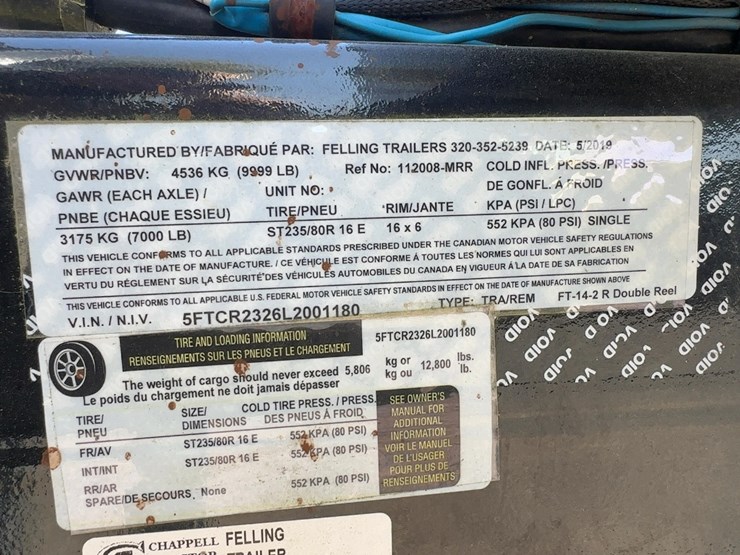 MANUFACTURED BY/FABRIQUÉ PAR: FELLING TRAILERS 320-352-5239 DATE: 5/2019
GVWR/PNBV: 4536 KG (9999 LB) Ref No: 112008-MRR COLD INFL. PRESS. /PRESS.
GAWR (EACH AXLE) / UNIT NO: DE GONFL. À FROID
PNBE (CHAQUE ESSIEU) TIRE/PNEU RIM/JANTE KPA (PSI / LPC)
3175 KG (7000 LB) ST235/80R 16 E 16 x 6 552 KPA (80 PSI) SINGLE
THIS VEHICLE CONFORMS TO ALL APPLICABLE STANDARDS PRESCRIBED UNDER THE CANADIAN MOTOR VEHICLE SAFETY REGULATIONS
IN EFFECT ON THE DATE OF MANUFACTURE. / CE VÉHICULE EST CONFORME À TOUTES LES NORMES QUI LUI SONT APPLICABLES EN
VERTU DU RÈGLEMENT SUR LA SÉCURITÉ DES VÉHICULES AUTOMOBILES DU CANADA EN VIGUEUR À LA DATE DE SA FABRICATION
THIS VEHICLE CONFORMS TO ALL APPLICABLE U.S. FEDERAL MOTOR VEHICLE SAFETY STANDARDS IN EFFECT ON THE DATE OF MANUFACTURE SHOWN ABOVE
V.I.N. / N.I.V. 5FTCR2326L2001180 TYPE: TRA/REM FT-14-2 R Double Reel
TIRE AND LOADING INFORMATION 5FTCR2326L2001180
RENSEIGNEMENTS SUR LES PNEUS ET LE CHARGEMENT
The weight of cargo should never exceed 5,806 kg or 12,800 lbs.
Le poids du chargement ne doit jamais dépasser kg ou lb.
TIRE/ SIZE/ COLD TIRE PRESS. / PRESS.
PNEU DIMENSIONS DES PNEUS À FROID
FR/AV ST235/80R 16 E 552 KPA (80 PSI)
INT/INT ST235/80R 16 E 552 KPA (80 PSI)
RR/AR 552 KPA (80 PSI)
SPARE/DE SECOURS None
SEE OWNER'S
MANUAL FOR
ADDITIONAL
INFORMATION
VOIR LE MANUEL
DE L'USAGER
POUR PLUS DE
RENSEIGNEMENTS
VOID VOID VOID
VOID VOID VOID
VOID VOID VOID
CHAPPELL FELLING
TRAILER